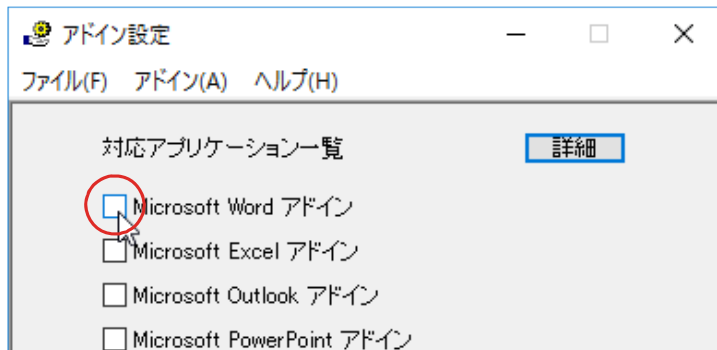 アドイン設定
ファイル(F) アドイン(A) ヘルプ(H)
対応アプリケーション一覧 詳細
Microsoft Word アドイン
Microsoft Excel アドイン
Microsoft Outlook アドイン
Microsoft PowerPoint アドイン